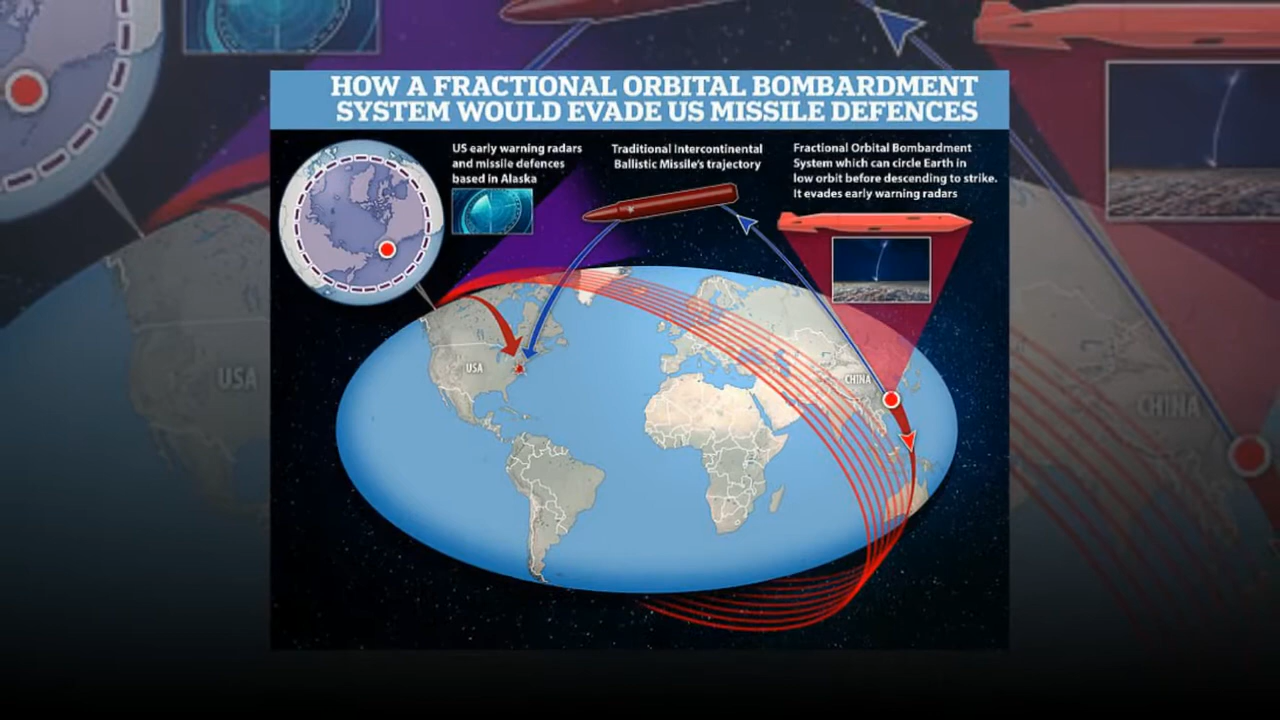 HOW A FRACTIONAL ORBITAL BOMBARDMENT
SYSTEM WOULD EVADE US MISSILE DEFENCES
US early warning radars
and missile defences
based in Alaska
Traditional Intercontinental
Ballistic Missile's trajectory
Fractional Orbital Bombardment
System which can circle Earth in
low orbit before descending to strike.
It evades early warning radars
USA
CHINA
USA
CHINA